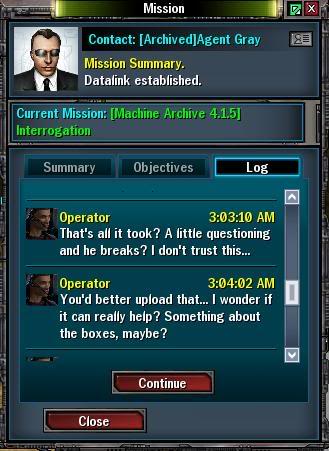 Mission
Contact: [Archived]Agent Gray
Mission Summary.
Datalink established.
Current Mission: [Machine Archive 4.1.5]
Interrogation
Summary Objectives Log
Operator 3:03:10 AM
That's all it took? A little questioning
and he breaks? I don't trust this...
Operator 3:04:02 AM
You'd better upload that... I wonder if
it can really help? Something about
the boxes, maybe?
Continue
Close